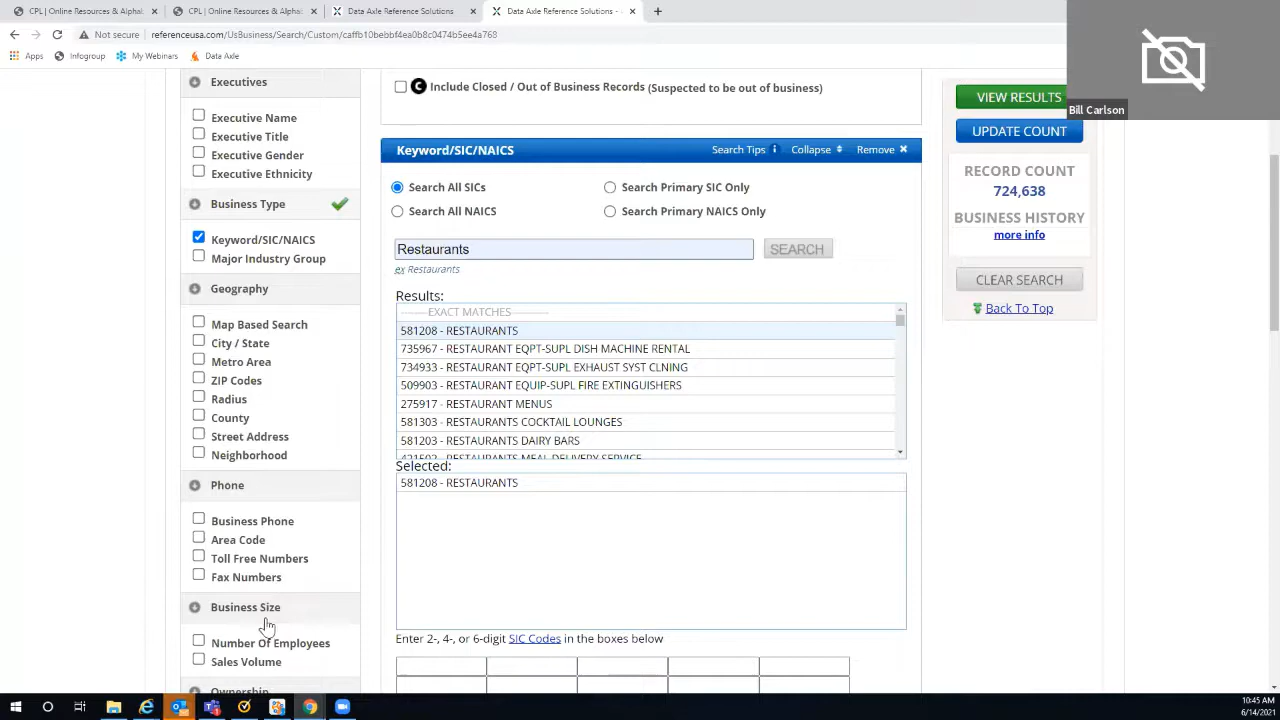 CPL | Online Resources & Alphab
CPL | Online Resources & Alphab
Data Axle Reference Solutions
Data Axle Reference Solutions -
Not secure | referenceusa.com/UsBusiness/Search/Custom/caffb10bebbf4ea0b8c0474b5ee4a768
Apps Infogroup My Webinars Data Axle
Bill Carlson
Executives
Executive Name
Executive Title
Executive Gender
Executive Ethnicity
Business Type
Keyword/SIC/NAICS
Major Industry Group
Geography
Map Based Search
City / State
Metro Area
ZIP Codes
Radius
County
Street Address
Neighborhood
Phone
Business Phone
Area Code
Toll Free Numbers
Fax Numbers
Business Size
Number Of Employees
Sales Volume
Ownership
C Include Closed / Out of Business Records (Suspected to be out of business)
Keyword/SIC/NAICS Search Tips i Collapse Remove
Search All SICs Search Primary SIC Only
Search All NAICS Search Primary NAICS Only
Restaurants SEARCH
ex Restaurants
Results:
--------EXACT MATCHES-----------
581208 - RESTAURANTS
735967 - RESTAURANT EQPT-SUPL DISH MACHINE RENTAL
734933 - RESTAURANT EQPT-SUPL EXHAUST SYST CLNING
509903 - RESTAURANT EQUIP-SUPL FIRE EXTINGUISHERS
275917 - RESTAURANT MENUS
581303 - RESTAURANTS COCKTAIL LOUNGES
581203 - RESTAURANTS DAIRY BARS
421502 - RESTAURANTS MEAL DELIVERY SERVICE
Selected:
581208 - RESTAURANTS
Enter 2-, 4-, or 6-digit SIC Codes in the boxes below
VIEW RESULTS
UPDATE COUNT
RECORD COUNT
724,638
BUSINESS HISTORY
more info
CLEAR SEARCH
Back To Top
10:45 AM
6/14/2021